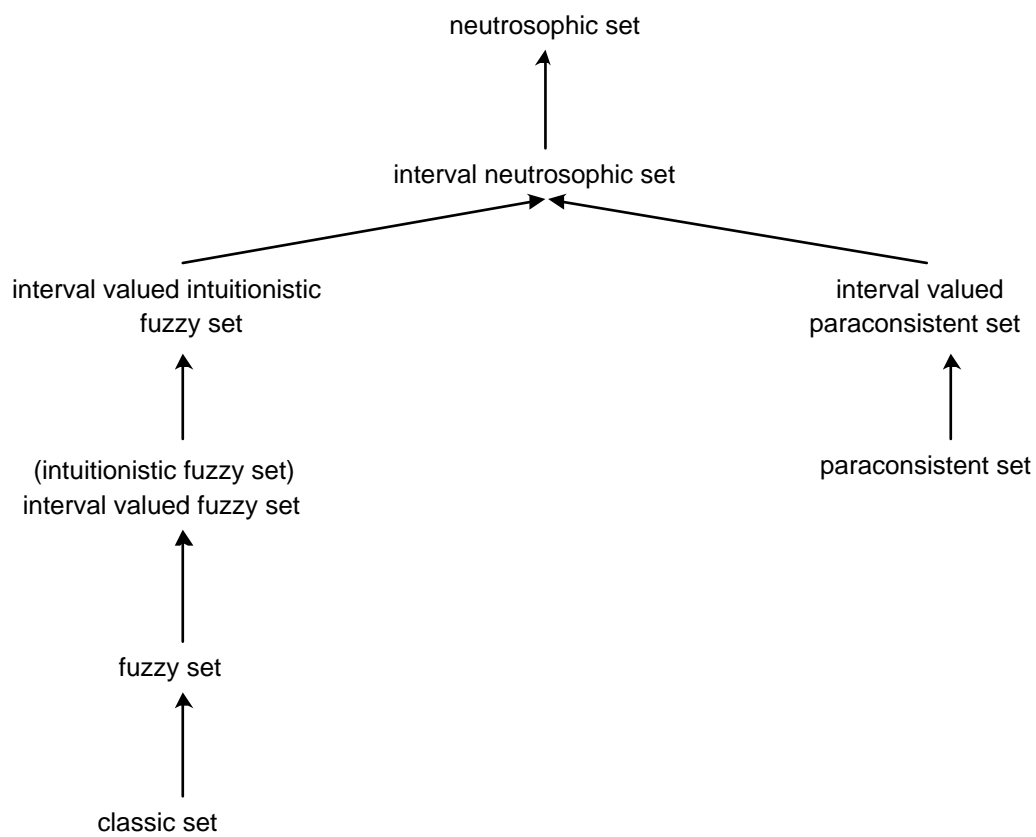 neutrosophic set
interval neutrosophic set
interval valued intuitionistic
fuzzy set
interval valued
paraconsistent set
(intuitionistic fuzzy set)
interval valued fuzzy set
paraconsistent set
fuzzy set
classic set